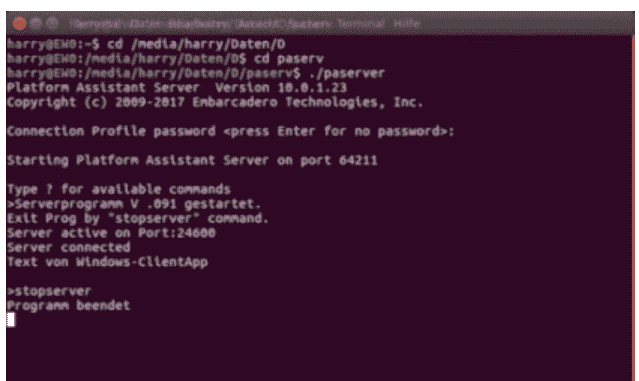 Terminal Hilfe
harry@EW0:~$ cd /media/harry/Daten/D
harry@EW0:/media/harry/Daten/D$ cd paserv
harry@EW0:/media/harry/Daten/D/paserv$ ./paserver
Platform Assistant Server  Version 10.0.1.23
Copyright (c) 2009-2017 Embarcadero Technologies, Inc.
Connection Profile password <press Enter for no password>:
Starting Platform Assistant Server on port 64211
Type ? for available commands
>Serverprogramm V .091 gestartet.
Exit Prog by "stopserver" command.
Server active on Port:24600
Server connected
Text von Windows-ClientApp
>stopserver
Programm beendet